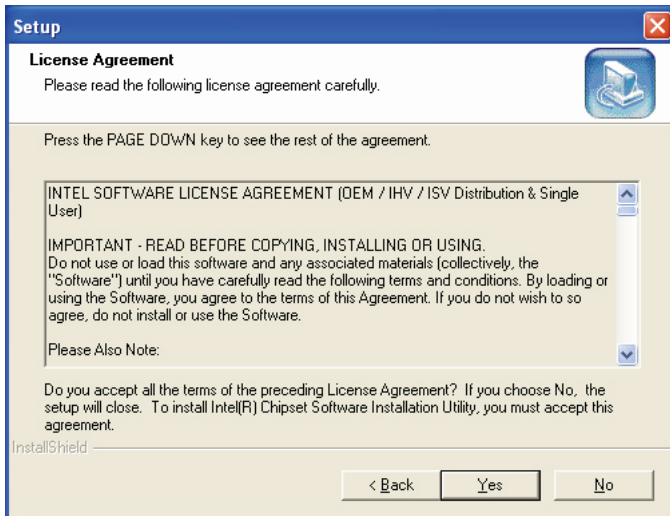 Setup
License Agreement
Please read the following license agreement carefully.
Press the PAGE DOWN key to see the rest of the agreement.
INTEL SOFTWARE LICENSE AGREEMENT (OEM / IHV / ISV Distribution & Single
User)
IMPORTANT - READ BEFORE COPYING, INSTALLING OR USING.
Do not use or load this software and any associated materials (collectively, the
"Software") until you have carefully read the following terms and conditions. By loading or
using the Software, you agree to the terms of this Agreement. If you do not wish to so
agree, do not install or use the Software.
Please Also Note:
Do you accept all the terms of the preceding License Agreement? If you choose No, the
setup will close. To install Intel(R) Chipset Software Installation Utility, you must accept this
agreement.
InstallShield
< Back Yes No